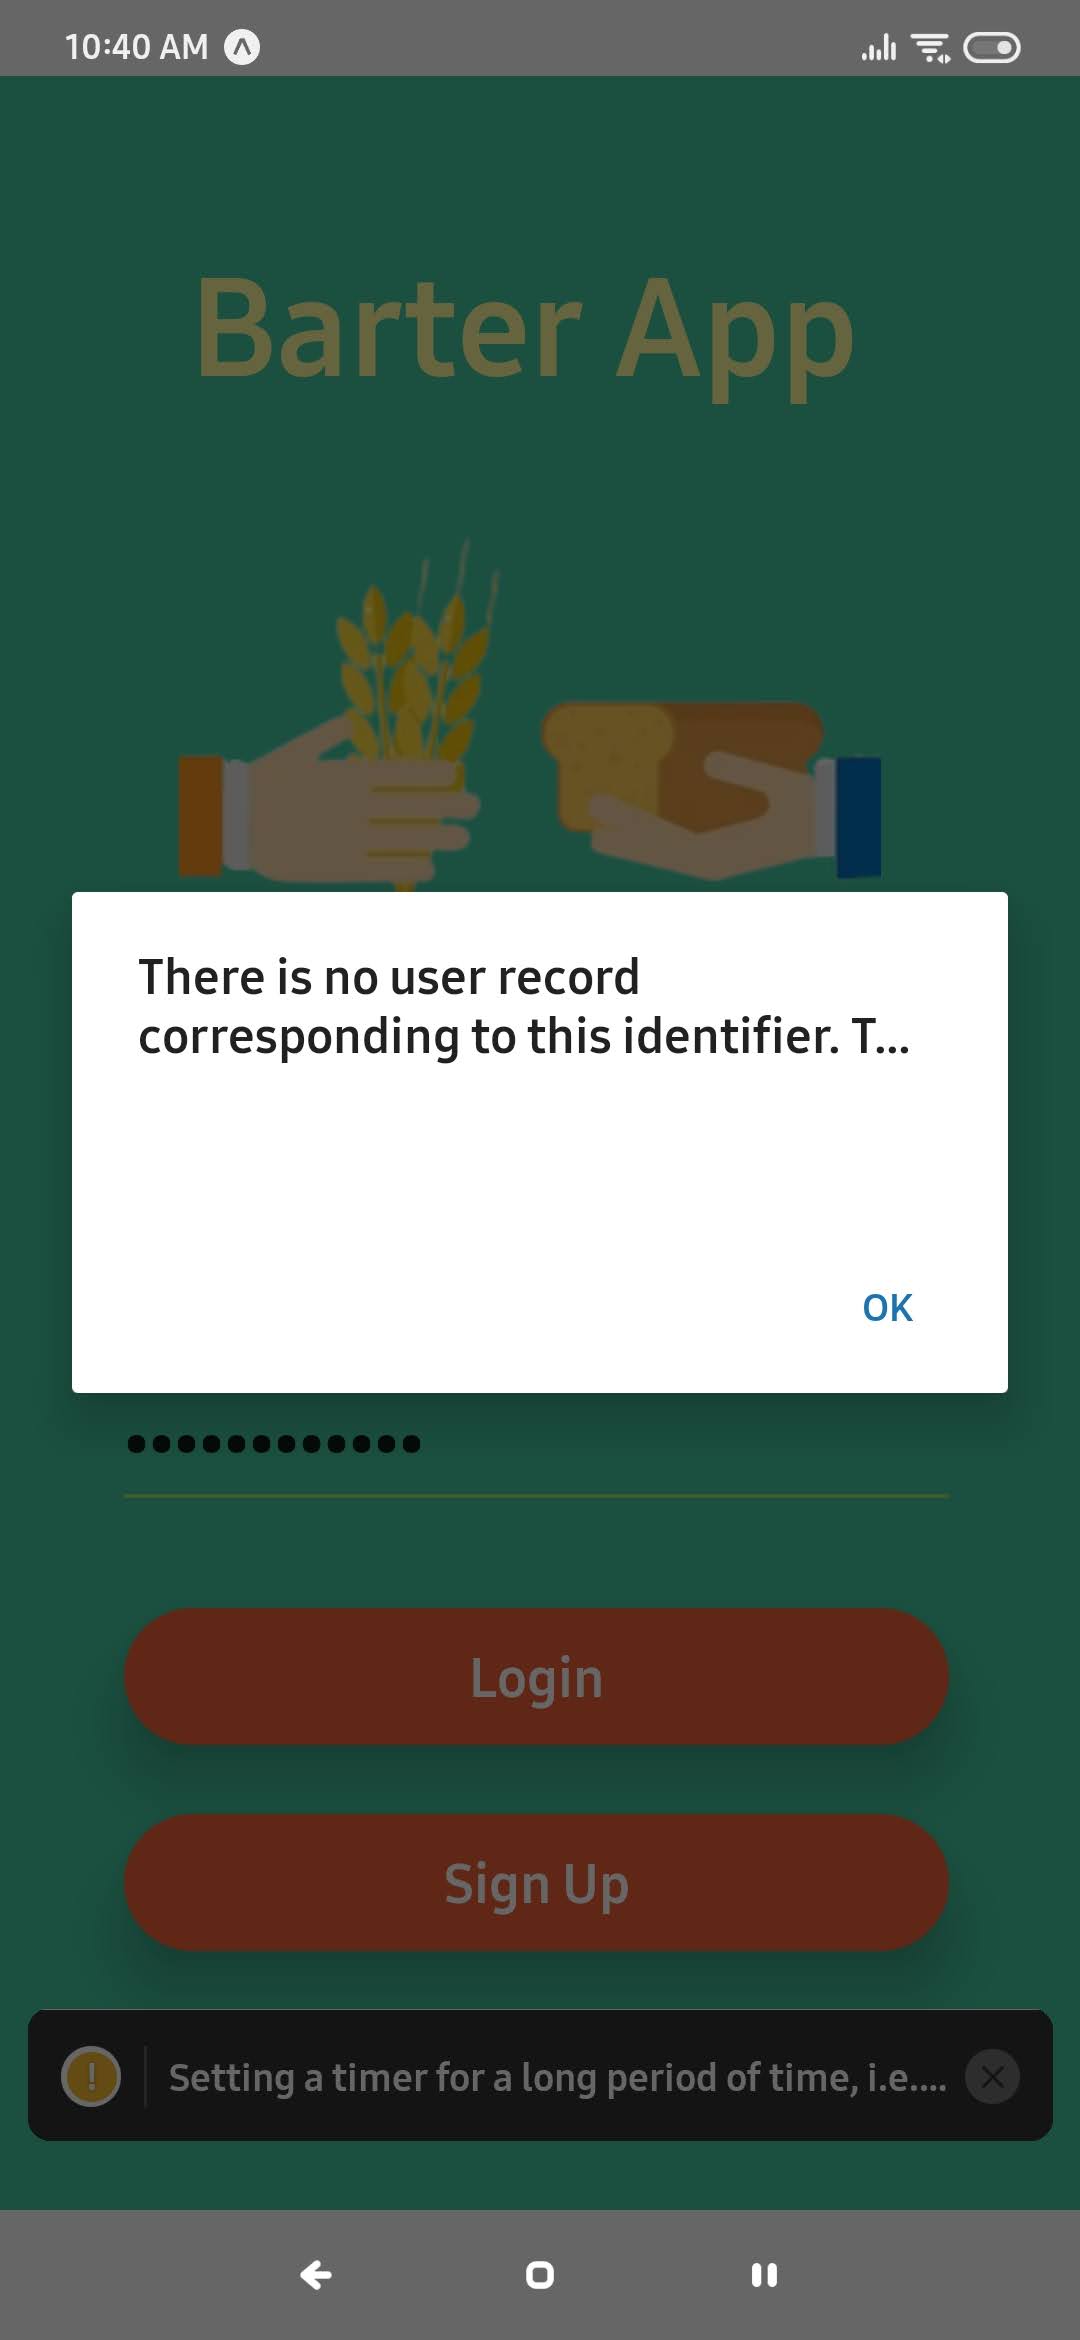 10:40 AM
Barter App
There is no user record
corresponding to this identifier. T...
OK
••••••••••••
Login
Sign Up
! Setting a timer for a long period of time, i.e....